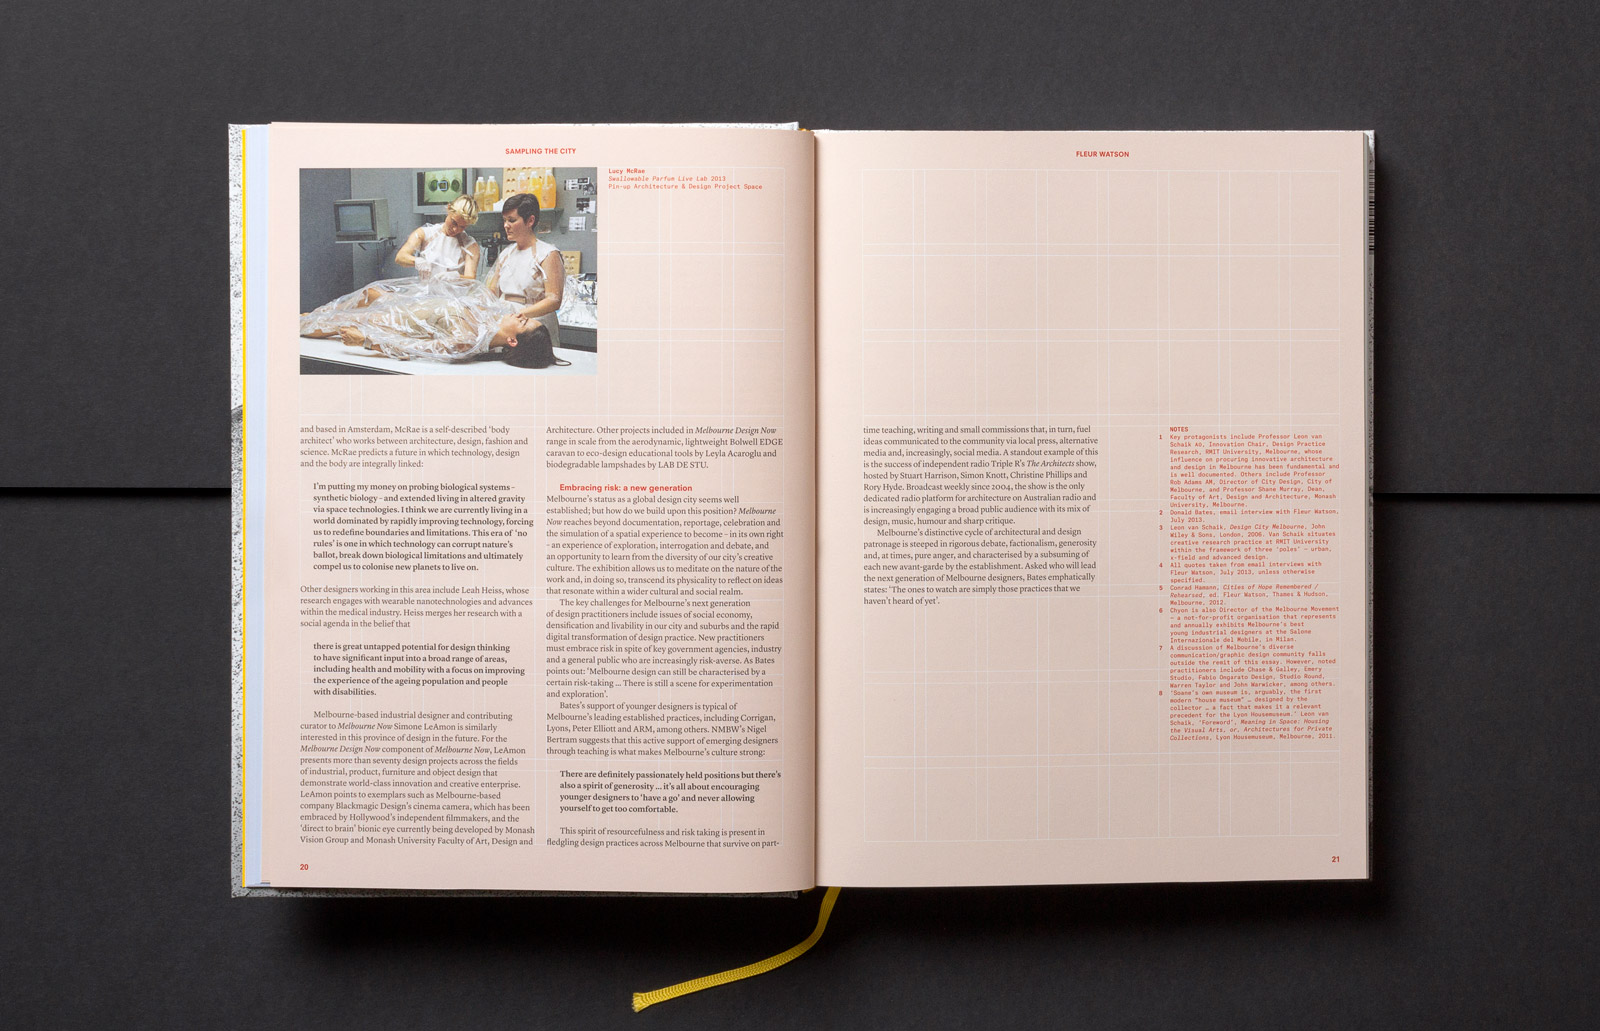 SAMPLING THE CITY
Lucy McRae
Swallowable Parfum Live Lab 2013
Pin-up Architecture & Design Project Space
and based in Amsterdam, McRae is a self-described ‘body
architect’ who works between architecture, design, fashion and
science. McRae predicts a future in which technology, design
and the body are integrally linked:
I’m putting my money on probing biological systems –
synthetic biology – and extended living in altered gravity
via space technologies. I think we are currently living in a
world dominated by rapidly improving technology, forcing
us to redefine boundaries and limitations. This era of ‘no
rules’ is one in which technology can corrupt nature’s
ballot, break down biological limitations and ultimately
compel us to colonise new planets to live on.
Other designers working in this area include Leah Heiss, whose
research engages with wearable nanotechnologies and advances
within the medical industry. Heiss merges her research with a
social agenda in the belief that
there is great untapped potential for design thinking
to have significant input into a broad range of areas,
including health and mobility with a focus on improving
the experience of the ageing population and people
with disabilities.
Melbourne-based industrial designer and contributing
curator to Melbourne Now Simone LeAmon is similarly
interested in this province of design in the future. For the
Melbourne Design Now component of Melbourne Now, LeAmon
presents more than seventy design projects across the fields
of industrial, product, furniture and object design that
demonstrate world-class innovation and creative enterprise.
LeAmon points to exemplars such as Melbourne-based
company Blackmagic Design’s cinema camera, which has been
embraced by Hollywood’s independent filmmakers, and the
‘direct to brain’ bionic eye currently being developed by Monash
Vision Group and Monash University Faculty of Art, Design and
Architecture. Other projects included in Melbourne Design Now
range in scale from the aerodynamic, lightweight Bolwell EDGE
caravan to eco-design educational tools by Leyla Acaroglu and
biodegradable lampshades by LAB DE STU.
Embracing risk: a new generation
Melbourne’s status as a global design city seems well
established; but how do we build upon this position? Melbourne
Now reaches beyond documentation, reportage, celebration and
the simulation of a spatial experience to become – in its own right
– an experience of exploration, interrogation and debate, and
an opportunity to learn from the diversity of our city’s creative
culture. The exhibition allows us to meditate on the nature of the
work and, in doing so, transcend its physicality to reflect on ideas
that resonate within a wider cultural and social realm.
The key challenges for Melbourne’s next generation
of design practitioners include issues of social economy,
densification and livability in our city and suburbs and the rapid
digital transformation of design practice. New practitioners
must embrace risk in spite of key government agencies, industry
and a general public who are increasingly risk-averse. As Bates
points out: ‘Melbourne design can still be characterised by a
certain risk-taking ... There is still a scene for experimentation
and exploration’.
Bates’s support of younger designers is typical of
Melbourne’s leading established practices, including Corrigan,
Lyons, Peter Elliott and ARM, among others. NMBW’s Nigel
Bertram suggests that this active support of emerging designers
through teaching is what makes Melbourne’s culture strong:
There are definitely passionately held positions but there’s
also a spirit of generosity ... it’s all about encouraging
younger designers to ‘have a go’ and never allowing
yourself to get too comfortable.
This spirit of resourcefulness and risk taking is present in
fledgling design practices across Melbourne that survive on part-
20
FLEUR WATSON
time teaching, writing and small commissions that, in turn, fuel
ideas communicated to the community via local press, alternative
media and, increasingly, social media. A standout example of this
is the success of independent radio Triple R’s The Architects show,
hosted by Stuart Harrison, Simon Knott, Christine Phillips and
Rory Hyde. Broadcast weekly since 2004, the show is the only
dedicated radio platform for architecture on Australian radio and
is increasingly engaging a broad public audience with its mix of
design, music, humour and sharp critique.
Melbourne’s distinctive cycle of architectural and design
patronage is steeped in rigorous debate, factionalism, generosity
and, at times, pure anger, and characterised by a subsuming of
each new avant-garde by the establishment. Asked who will lead
the next generation of Melbourne designers, Bates emphatically
states: ‘The ones to watch are simply those practices that we
haven’t heard of yet’.
NOTES
1 Key protagonists include Professor Leon van
Schaik AO, Innovation Chair, Design Practice
Research, RMIT University, whose
influence on procuring innovative architecture
and design in Melbourne has been fundamental and
is well documented. Others include Professor
Rob Adams AM, Director of City Design, City of
Melbourne, and Professor Shane Murray, Dean,
Faculty of Art, Design and Architecture, Monash
University, Melbourne.
2 Donald Bates, email interview with Fleur Watson,
July 2013.
3 Leon van Schaik, Design City Melbourne, John
Wiley & Sons, London, 2006. Van Schaik situates
creative research practice at RMIT University
within the framework of three ‘poles’ – urban,
x-field and advanced design.
4 All quotes taken from email interviews with
Fleur Watson, July 2013, unless otherwise
specified.
5 Conrad Hamann, Cities of Hope Remembered /
Rehearsed, ed. Fleur Watson, Thames & Hudson,
Melbourne, 2012.
6 Chyon is also Director of the Melbourne Movement
– a not-for-profit organisation that represents
and annually exhibits Melbourne’s best
young industrial designers at the Salone
Internazionale del Mobile, in Milan.
7 A discussion of Melbourne’s diverse
communication/graphic design community falls
outside the remit of this essay. However, noted
practitioners include Chase & Galley, Emery
Studio, Fabio Ongarato Design, Studio Round,
Warren Taylor and John Warwicker, among others.
8 ‘Soane’s own museum is, arguably, the first
modern “house museum” … designed by the
collector … a fact that makes it a relevant
precedent for the Lyon Housemuseum.’ Leon van
Schaik, ‘Foreword’, Meaning in Space: Housing
the Visual Arts, or, Architectures for Private
Collections, Lyon Housemuseum, Melbourne, 2011.
21